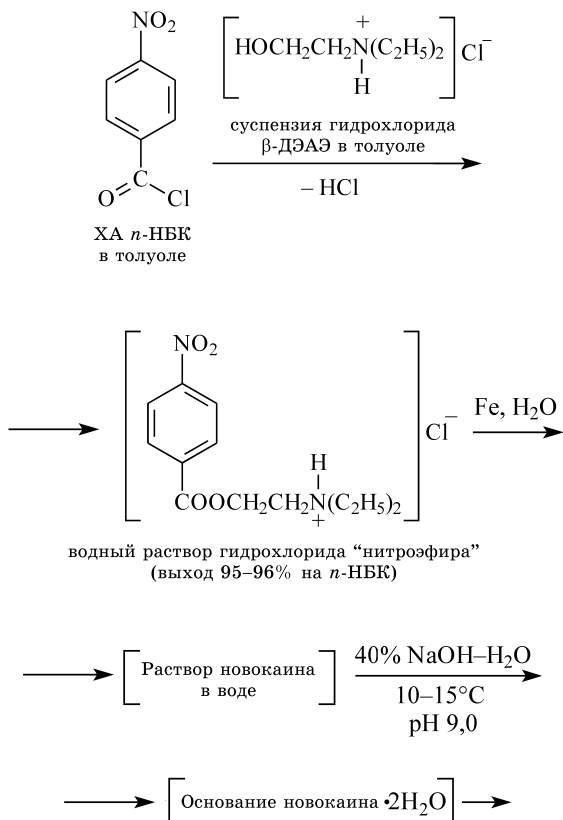 NO₂
[HOCH₂CH₂N⁺H(C₂H₅)₂]Cl⁻
суспензия гидрохлорида
β-ДЭАЭ в толуоле
– HCl
C
O
Cl
ХА п-НБК
в толуоле
NO₂
H
COOCH₂CH₂N(C₂H₅)₂
+
Cl⁻
Fe, H₂O
водный раствор гидрохлорида “нитроэфира”
(выход 95–96% на п-НБК)
Раствор новокаина
в воде
40% NaOH–H₂O
10–15°C
pH 9,0
Основание новокаина •2H₂O